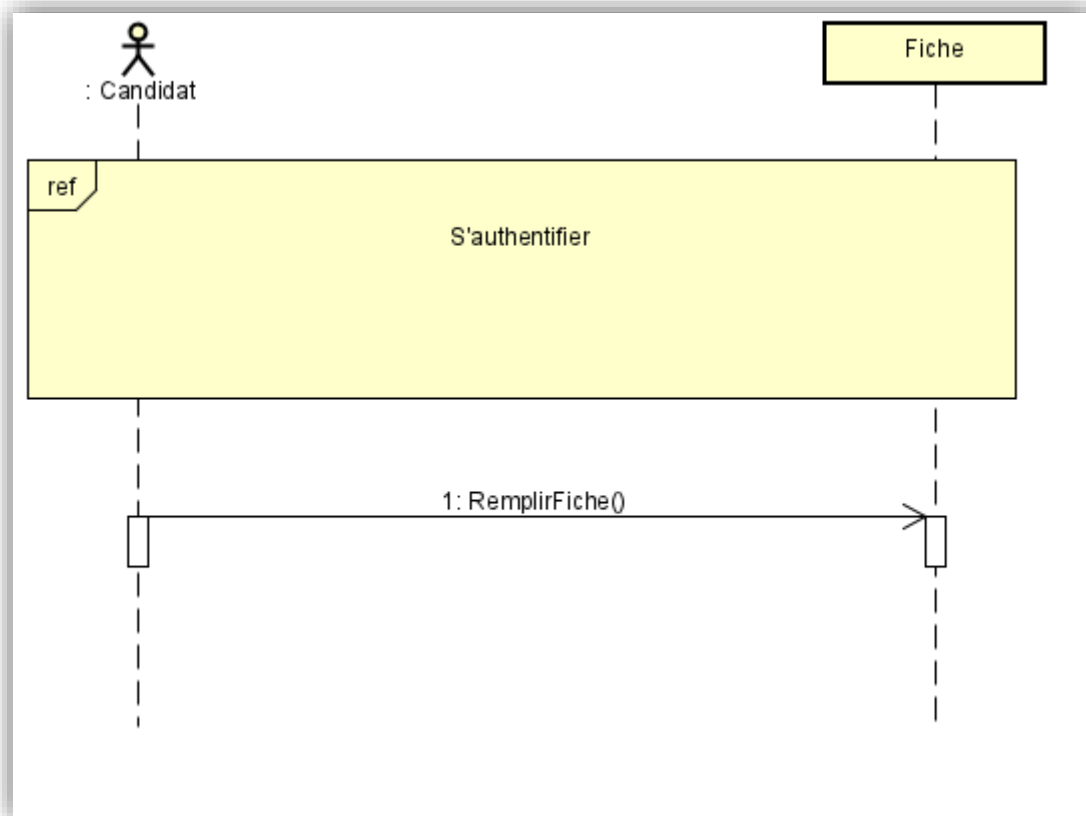 : Candidat
Fiche
ref
S'authentifier
1: RemplirFiche()